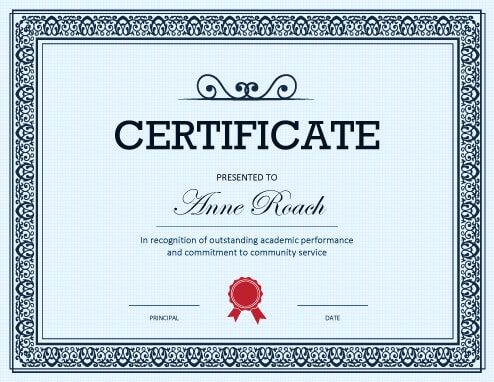 CERTIFICATE
PRESENTED TO
Anne Roach
In recognition of outstanding academic performance
and commitment to community service
PRINCIPAL
DATE